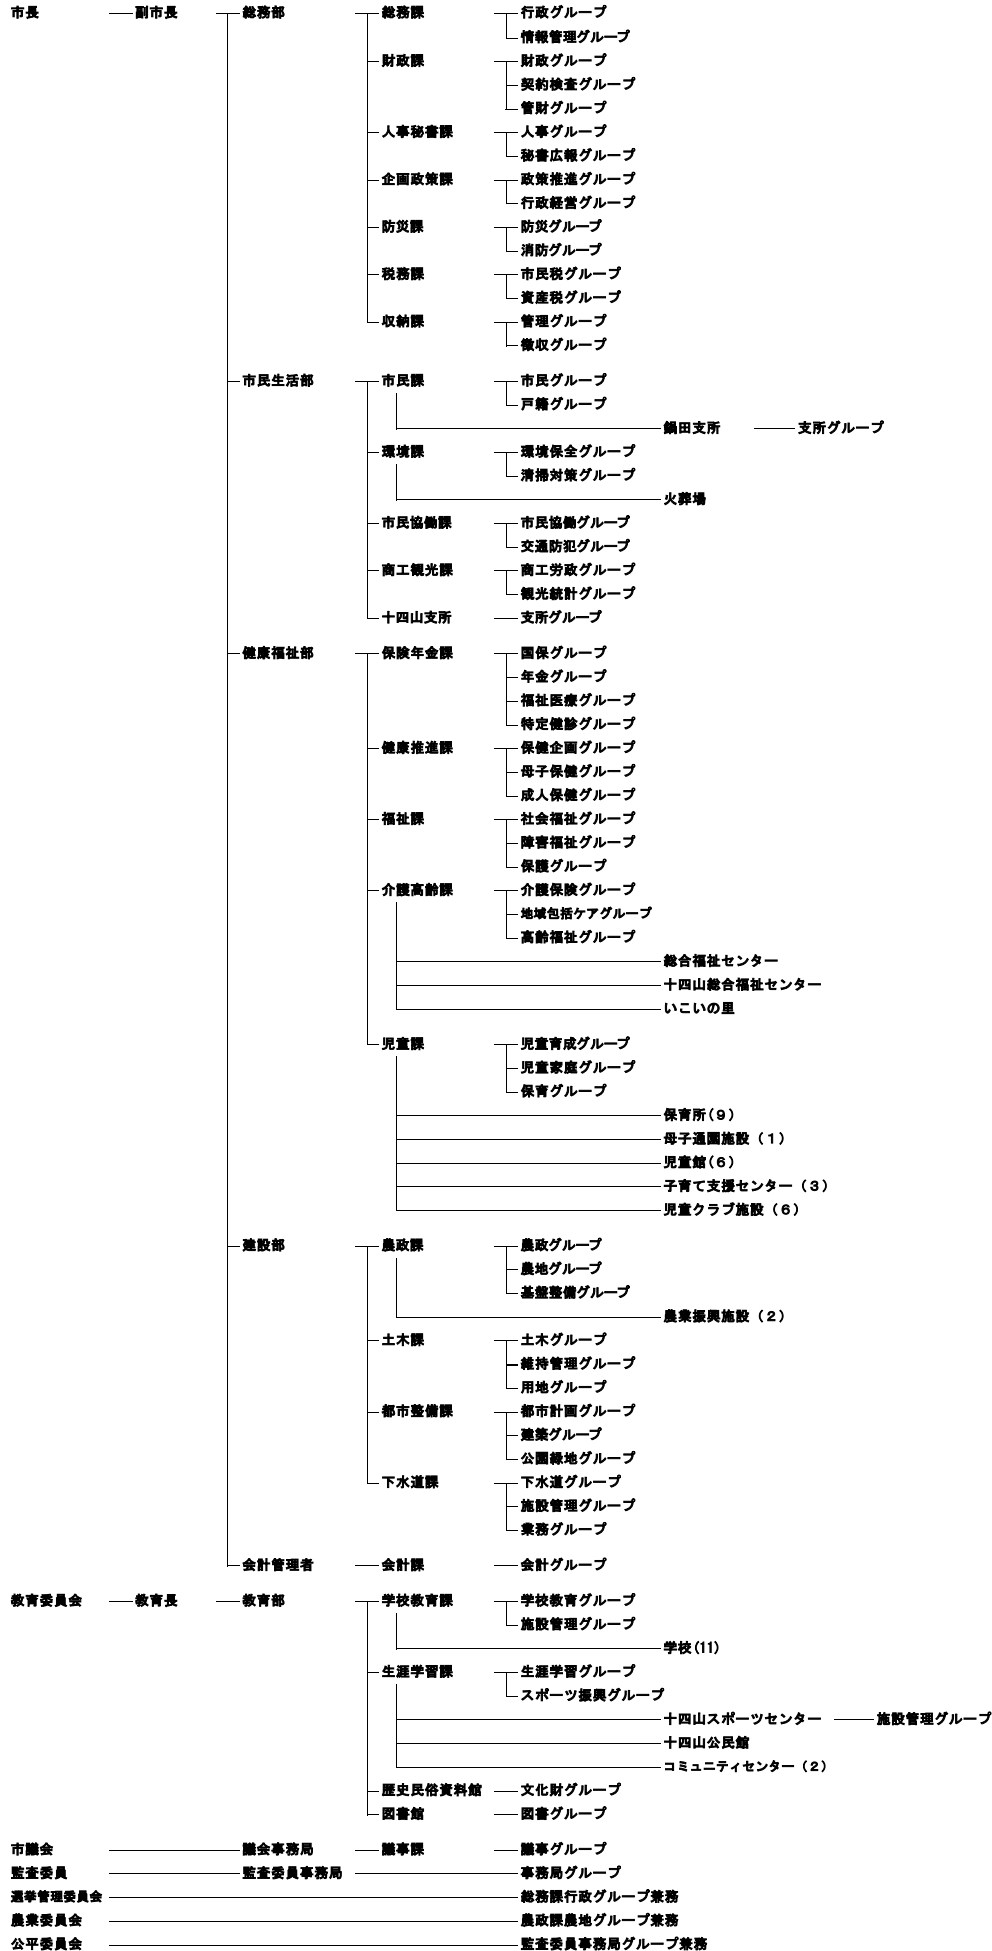 市長 副市長 総務部 総務課 行政グループ
情報管理グループ
財政課 財政グループ
契約検査グループ
管財グループ
人事秘書課 人事グループ
秘書広報グループ
企画政策課 政策推進グループ
行政経営グループ
防災課 防災グループ
消防グループ
税務課 市民税グループ
資産税グループ
収納課 管理グループ
徴収グループ
市民生活部 市民課 市民グループ
戸籍グループ
鍋田支所 支所グループ
環境課 環境保全グループ
清掃対策グループ
火葬場
市民協働課 市民協働グループ
交通防犯グループ
商工観光課 商工労政グループ
観光統計グループ
十四山支所 支所グループ
健康福祉部 保険年金課 国保グループ
年金グループ
福祉医療グループ
特定健診グループ
健康推進課 保健企画グループ
母子保健グループ
成人保健グループ
福祉課 社会福祉グループ
障害福祉グループ
保護グループ
介護高齢課 介護保険グループ
地域包括ケアグループ
高齢福祉グループ
総合福祉センター
十四山総合福祉センター
いこいの里
児童課 児童育成グループ
児童家庭グループ
保育グループ
保育所(９)
母子通園施設（１）
児童館(６)
子育て支援センター（３）
児童クラブ施設（６）
建設部 農政課 農政グループ
農地グループ
基盤整備グループ
農業振興施設（２）
土木課 土木グループ
維持管理グループ
用地グループ
都市整備課 都市計画グループ
建築グループ
公園緑地グループ
下水道課 下水道グループ
施設管理グループ
業務グループ
会計管理者 会計課 会計グループ
教育委員会 教育長 教育部 学校教育課 学校教育グループ
施設管理グループ
学校(11)
生涯学習課 生涯学習グループ
スポーツ振興グループ
十四山スポーツセンター 施設管理グループ
十四山公民館
コミュニティセンター（２）
歴史民俗資料館 文化財グループ
図書館 図書グループ
市議会 議会事務局 議事課 議事グループ
監査委員 監査委員事務局 事務局グループ
選挙管理委員会 総務課行政グループ兼務
農業委員会 農政課農地グループ兼務
公平委員会 監査委員事務局グループ兼務